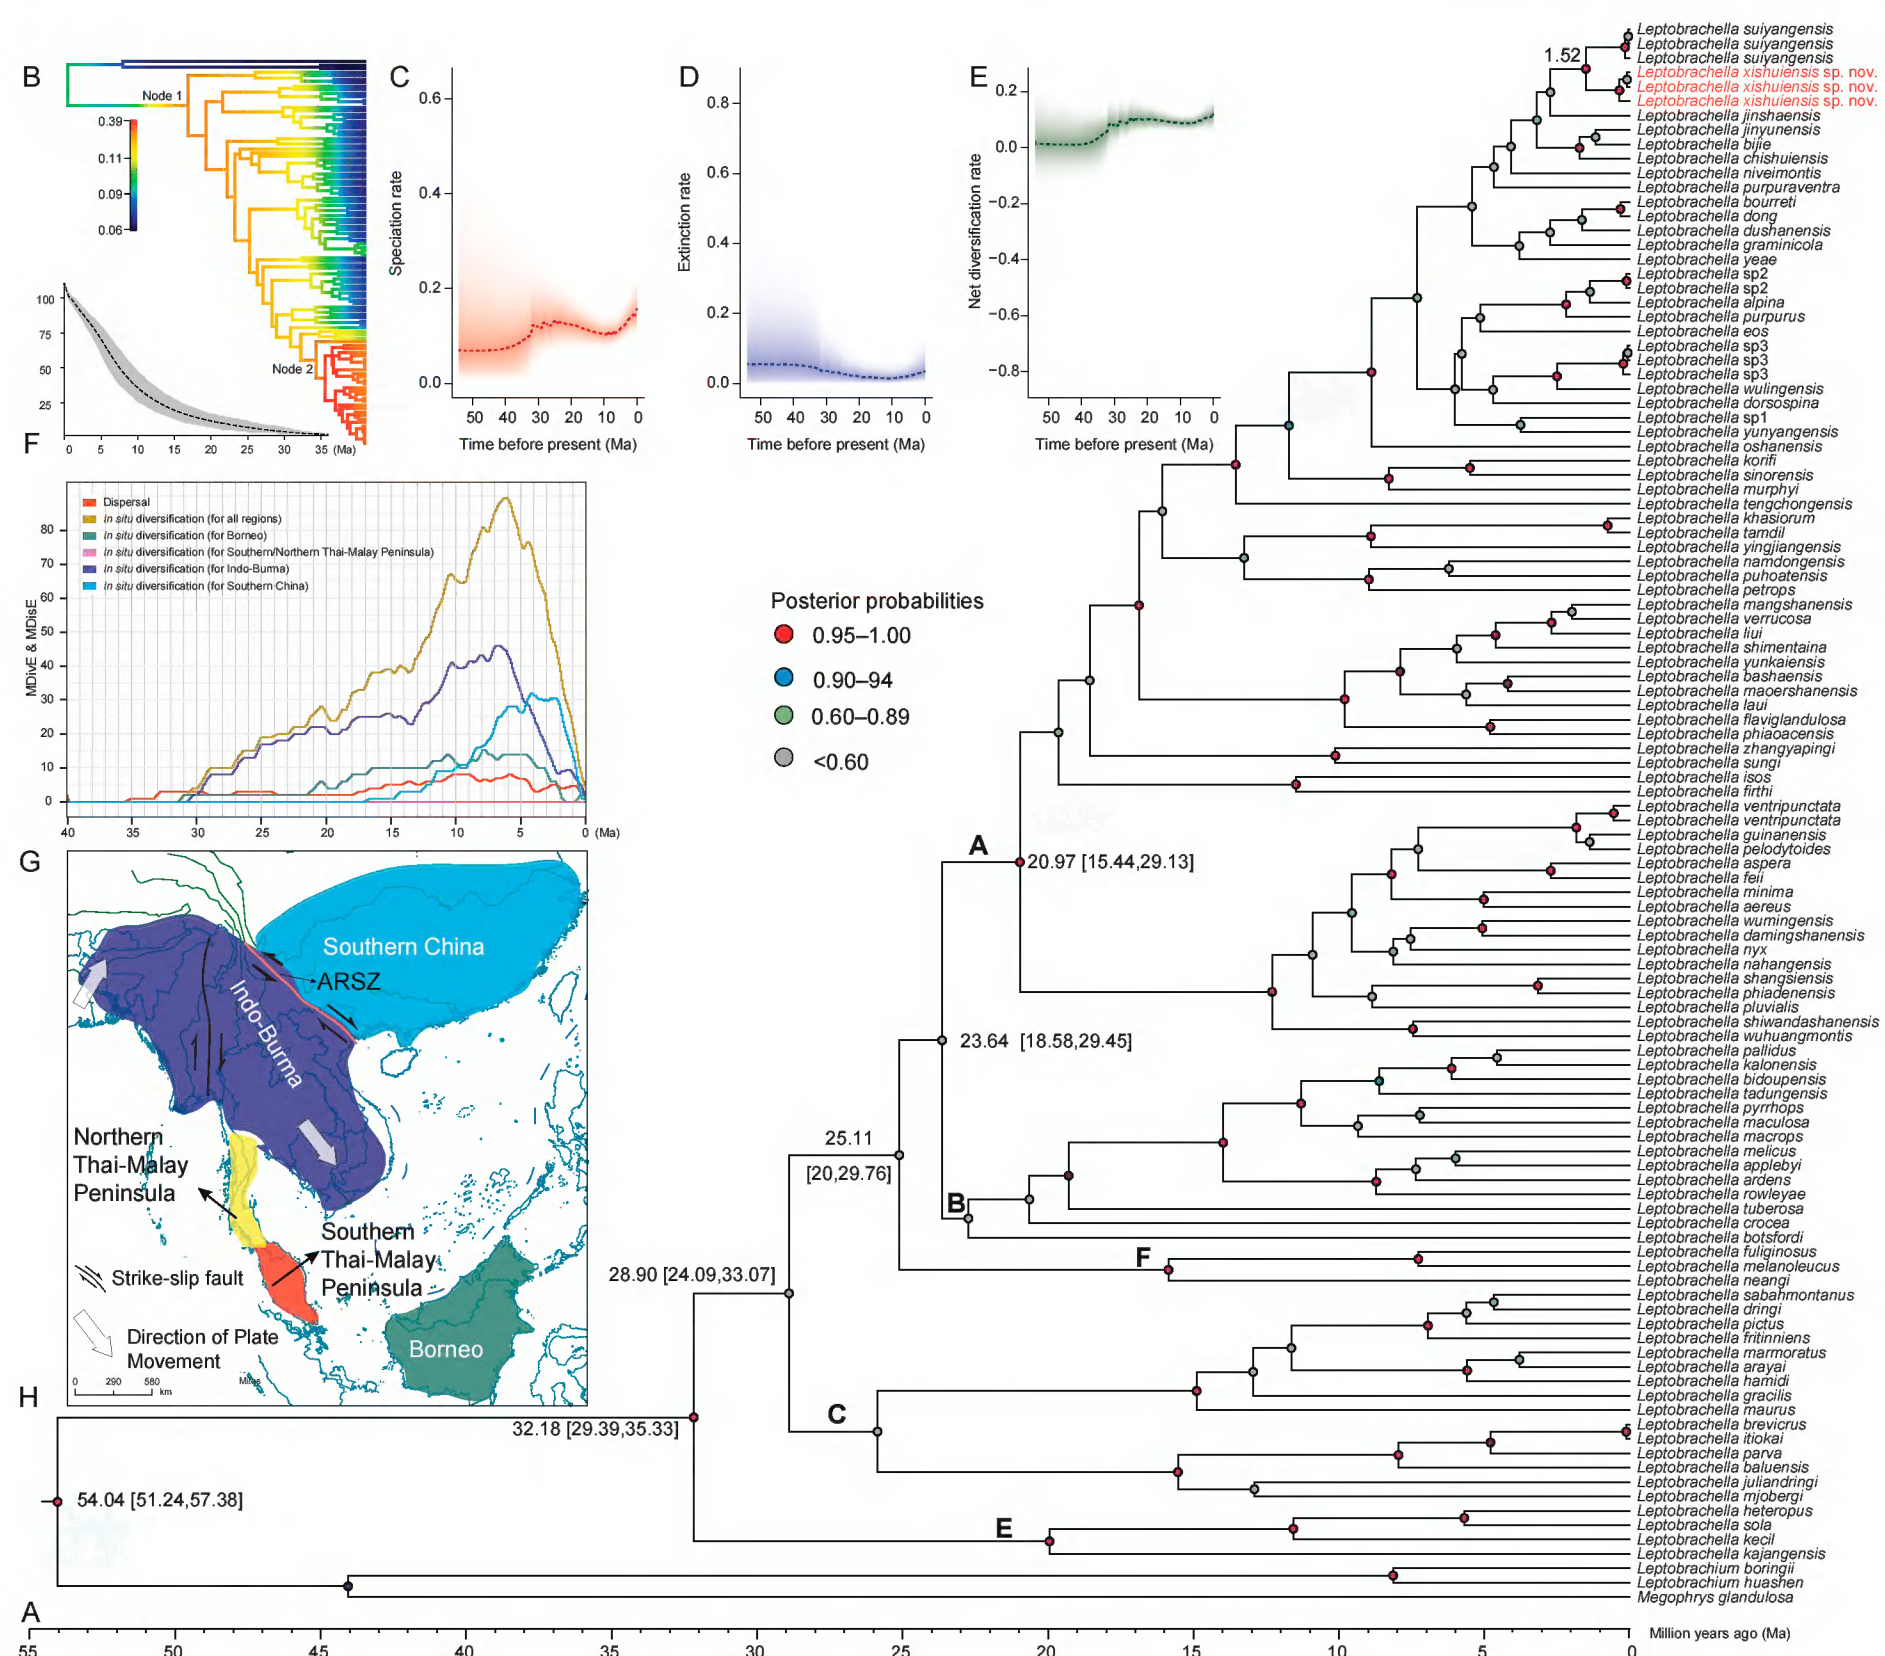 B
Node 1
0.39
0.11
0.09
0.06
Node 2
100
75
50
25
0 5 10 15 20 25 30 35 (Ma)
C
Speciation rate
0.6
0.4
0.2
0.0
50 40 30 20 10 0
Time before present (Ma)
D
Extinction rate
0.8
0.6
0.4
0.2
0.0
50 40 30 20 10 0
Time before present (Ma)
E
Net diversification rate
0.2
0.0
−0.2
−0.4
−0.6
−0.8
50 40 30 20 10 0
Time before present (Ma)
F
MDivE & MDisE
Dispersal
In situ diversification (for all regions)
In situ diversification (for Borneo)
In situ diversification (for Southern/Northern Thai-Malay Peninsula)
In situ diversification (for Indo-Burma)
In situ diversification (for Southern China)
80
70
60
50
40
30
20
10
0
40 35 30 25 20 15 10 5 0 (Ma)
G
Southern China
ARSZ
Indo-Burma
Northern
Thai-Malay
Peninsula
Southern
Thai-Malay
Peninsula
Strike-slip fault
Direction of Plate
Movement
Borneo
0 290 580
km
Miles
H
Posterior probabilities
0.95–1.00
0.90–94
0.60–0.89
<0.60
1.52
A
20.97 [15.44,29.13]
23.64 [18.58,29.45]
25.11
[20,29.76]
B
F
28.90 [24.09,33.07]
C
32.18 [29.39,35.33]
54.04 [51.24,57.38]
E
Leptobrachella suiyangensis
Leptobrachella suiyangensis
Leptobrachella suiyangensis
Leptobrachella xishuiensis sp. nov.
Leptobrachella xishuiensis sp. nov.
Leptobrachella xishuiensis sp. nov.
Leptobrachella jinshaensis
Leptobrachella jinyunensis
Leptobrachella bijie
Leptobrachella chishuiensis
Leptobrachella niveimontis
Leptobrachella purpuraventra
Leptobrachella bourreti
Leptobrachella dong
Leptobrachella dushanensis
Leptobrachella graminicola
Leptobrachella yeae
Leptobrachella sp2
Leptobrachella sp2
Leptobrachella alpina
Leptobrachella purpurus
Leptobrachella eos
Leptobrachella sp3
Leptobrachella sp3
Leptobrachella sp3
Leptobrachella wulingensis
Leptobrachella dorsospina
Leptobrachella sp1
Leptobrachella yunyangensis
Leptobrachella oshanensis
Leptobrachella korifi
Leptobrachella sinorensis
Leptobrachella murphyi
Leptobrachella tengchongensis
Leptobrachella khasiorum
Leptobrachella tamdil
Leptobrachella yingjiangensis
Leptobrachella namdongensis
Leptobrachella puhoatensis
Leptobrachella petrops
Leptobrachella mangshanensis
Leptobrachella verrucosa
Leptobrachella liui
Leptobrachella shimentaina
Leptobrachella yunkaiensis
Leptobrachella bashaensis
Leptobrachella maoershanensis
Leptobrachella laui
Leptobrachella flaviglandulosa
Leptobrachella phiaoacensis
Leptobrachella zhangyapingi
Leptobrachella sungi
Leptobrachella isos
Leptobrachella firthi
Leptobrachella ventripunctata
Leptobrachella ventripunctata
Leptobrachella guinanensis
Leptobrachella pelodytoides
Leptobrachella aspera
Leptobrachella feii
Leptobrachella minima
Leptobrachella aereus
Leptobrachella wumingensis
Leptobrachella damingshanensis
Leptobrachella nyx
Leptobrachella nahangensis
Leptobrachella shangsiensis
Leptobrachella phiadenensis
Leptobrachella pluvialis
Leptobrachella shiwandashanensis
Leptobrachella wuhuangmontis
Leptobrachella pallidus
Leptobrachella kalonensis
Leptobrachella bidoupensis
Leptobrachella tadungensis
Leptobrachella pyrrhops
Leptobrachella maculosa
Leptobrachella macrops
Leptobrachella melicus
Leptobrachella applebyi
Leptobrachella ardens
Leptobrachella rowleyae
Leptobrachella tuberosa
Leptobrachella crocea
Leptobrachella botsfordi
Leptobrachella fuliginosus
Leptobrachella melanoleucus
Leptobrachella neangi
Leptobrachella sabahmontanus
Leptobrachella dringi
Leptobrachella pictus
Leptobrachella fritinniens
Leptobrachella marmoratus
Leptobrachella arayai
Leptobrachella hamidi
Leptobrachella gracilis
Leptobrachella maurus
Leptobrachella brevicrus
Leptobrachella itiokai
Leptobrachella parva
Leptobrachella baluensis
Leptobrachella juliandringi
Leptobrachella mjobergi
Leptobrachella heteropus
Leptobrachella sola
Leptobrachella kecil
Leptobrachella kajangensis
Leptobrachium boringii
Leptobrachium huashen
Megophrys glandulosa
A
55 50 45 40 35 30 25 20 15 10 5 0
Million years ago (Ma)